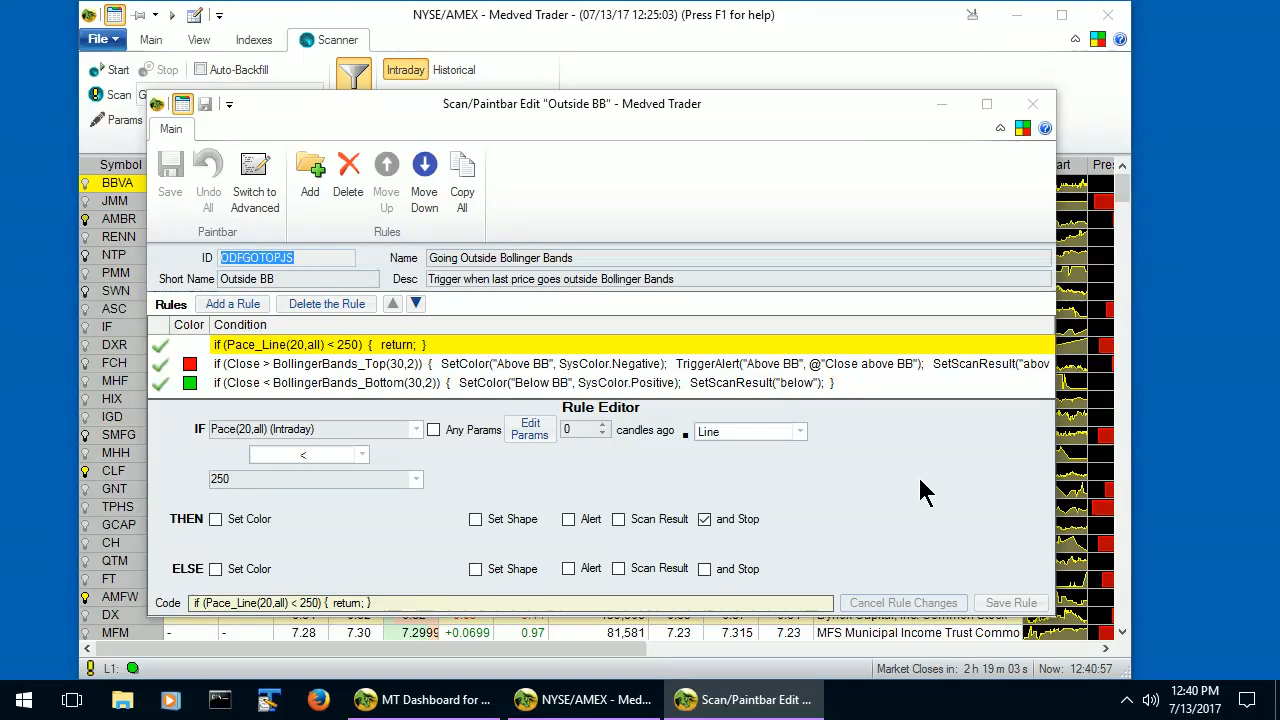 NYSE/AMEX - Medved Trader - (07/13/17 12:25:03) (Press F1 for help)
File Main View Indexes Scanner
Start Stop Auto-Backfill Intraday Historical
Scan G
Params
Scan/Paintbar Edit "Outside BB" - Medved Trader
Main
Save Undo All Switch to Advanced Add Delete Move Up Move Down Copy All
Paintbar Rules
ID ODFGOTOPJS Name Going Outside Bollinger Bands
Short Name Outside BB Desc Trigger when last price goes outside Bollinger Bands
Rules Add a Rule Delete the Rule
Color Condition
if (Pace_Line(20,all) < 250) { return; }
if (Close > BollingerBands_Top(30,2)) { SetColor("Above BB", SysColor.Negative); TriggerAlert("Above BB", @"Close above BB"); SetScanResult("abov
if (Close < BollingerBands_Bottom(30,2)) { SetColor("Below BB", SysColor.Positive); SetScanResult("below"); }
Rule Editor
IF Pace(20,all) (Intraday) Any Params Edit Params 0 candles ago Line
<
250
THEN Set Color Set Shape Alert Scan Result and Stop
ELSE Set Color Set Shape Alert Scan Result and Stop
Code if (Pace_Line(20,all) < 250) { return; } Cancel Rule Changes Save Rule
Symbol art Pres
BBVA
JMM
AMBR
RENN
NTP
PMM
SWN
ASC
IF
DXR
FCH
MHF
HIX
IGD
SMFG
MHH
CLF
GNT
TPHS
GCAP
CH
QTM
FT
AMFW
DX
MFM - - 7.28 7.31 7.2999 +0.0699 0.97 81,581 7.23 7.315 7.23 MFS Municipal Income Trust Commo
L1: Market Closes in: 2 h 19 m 03 s Now: 12:40:57
MT Dashboard for ... NYSE/AMEX - Med... Scan/Paintbar Edit ... 12:40 PM
7/13/2017